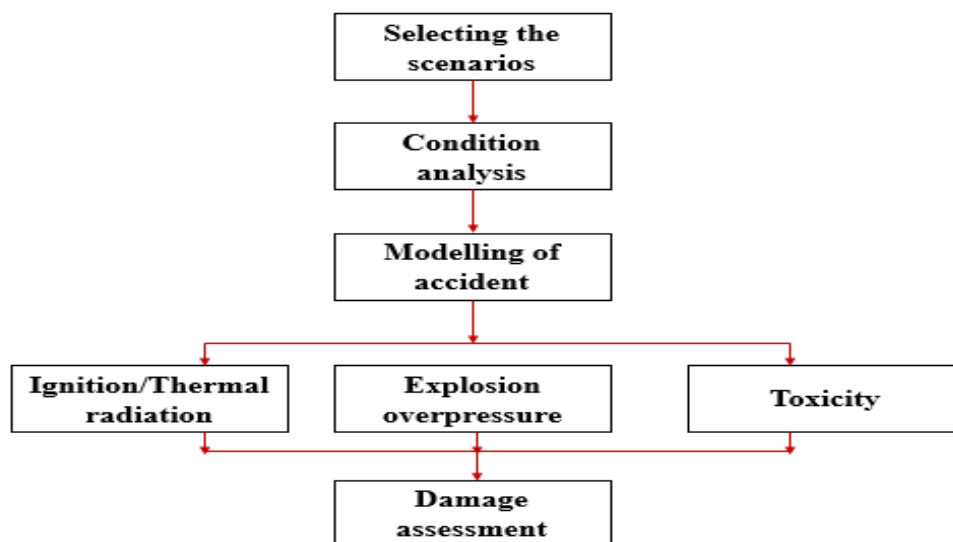 Selecting the
scenarios
Condition
analysis
Modelling of
accident
Ignition/Thermal
radiation
Explosion
overpressure
Toxicity
Damage
assessment